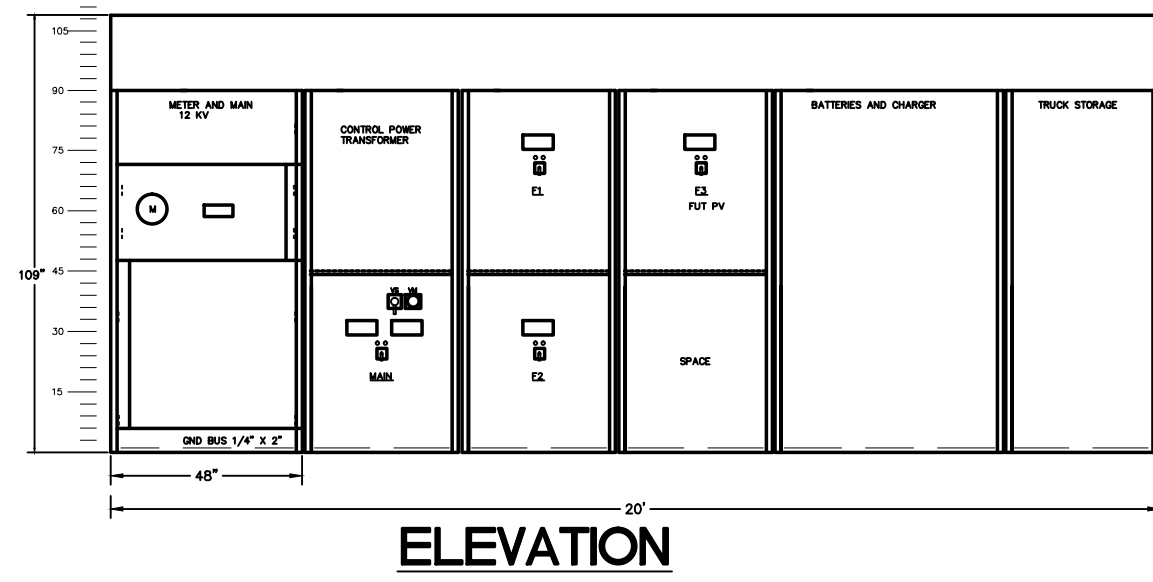 105
90
75
60
45
30
15
109"
METER AND MAIN
12 KV
M
GND BUS 1/4" X 2"
CONTROL POWER
TRANSFORMER
VS VM
MAIN
F1
F2
F3
FUT PV
SPACE
BATTERIES AND CHARGER
TRUCK STORAGE
48"
20'
ELEVATION